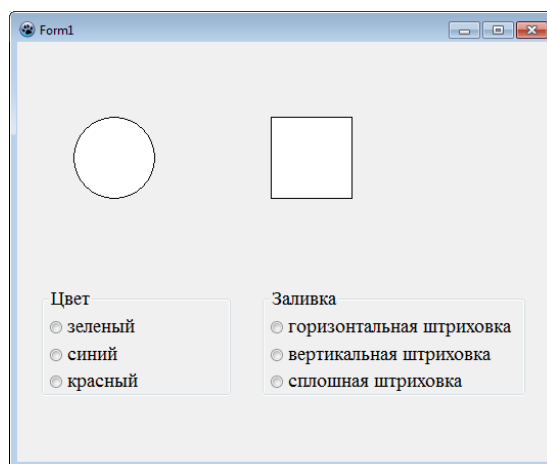 Form1
Цвет
зеленый
синий
красный
Заливка
горизонтальная штриховка
вертикальная штриховка
сплошная штриховка